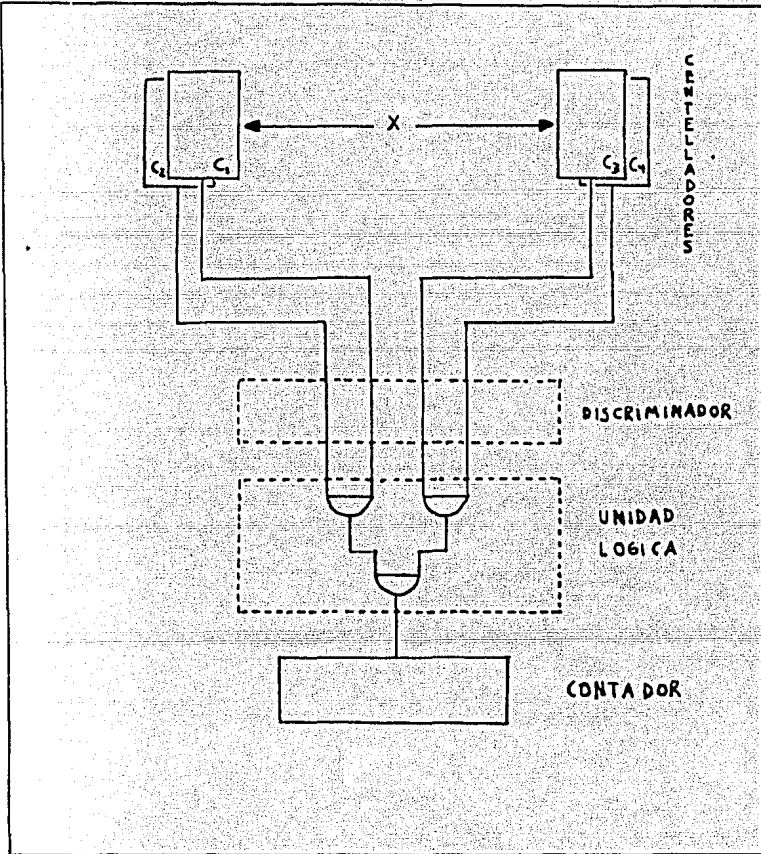 CENTELLADORES
X
C₂
C₁
C₃
C₄
DISCRIMINADOR
UNIDAD
LOGICA
CONTADOR